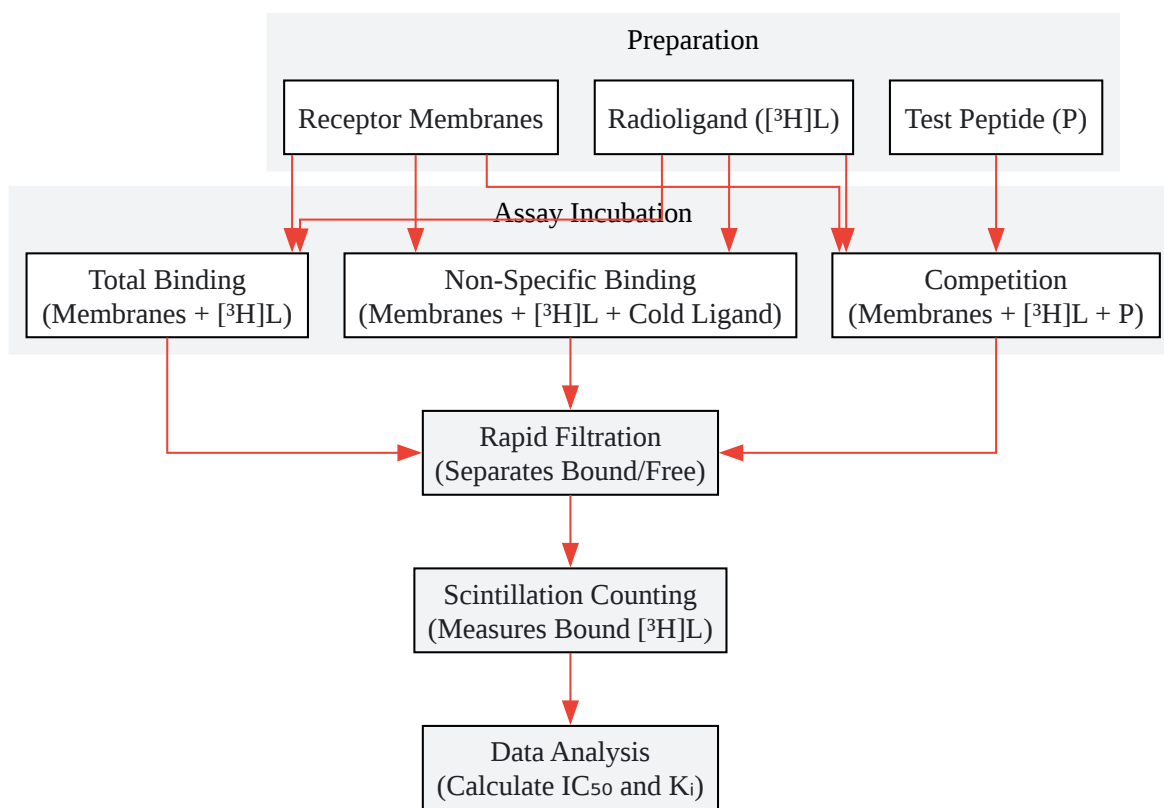 Preparation
Receptor Membranes
Radioligand ([³H]L)
Test Peptide (P)
Assay Incubation
Total Binding
(Membranes + [³H]L)
Non-Specific Binding
(Membranes + [³H]L + Cold Ligand)
Competition
(Membranes + [³H]L + P)
Rapid Filtration
(Separates Bound/Free)
Scintillation Counting
(Measures Bound [³H]L)
Data Analysis
(Calculate IC₅₀ and Kᵢ)